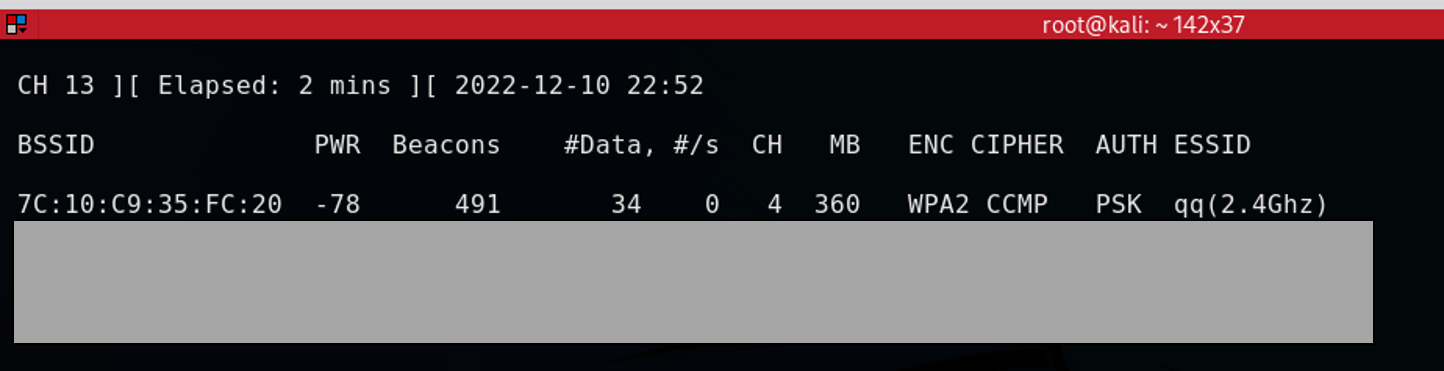 root@kali: ~ 142x37
CH 13 ][ Elapsed: 2 mins ][ 2022-12-10 22:52
BSSID PWR Beacons #Data, #/s CH MB ENC CIPHER AUTH ESSID
7C:10:C9:35:FC:20 -78 491 34 0 4 360 WPA2 CCMP PSK qq(2.4Ghz)